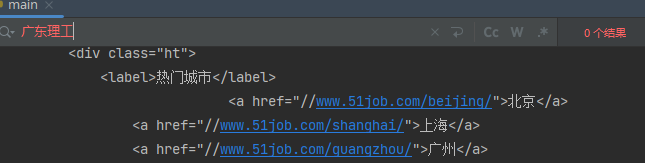 main
广东理工
Cc W .* 0 个结果
<div class="ht">
<label>热门城市</label>
<a href="//www.51job.com/beijing/">北京</a>
<a href="//www.51job.com/shanghai/">上海</a>
<a href="//www.51job.com/guangzhou/">广州</a>